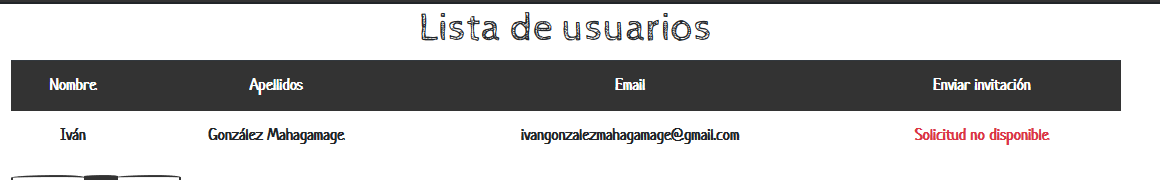 Lista de usuarios
Nombre Apellidos Email Enviar invitación
Iván González Mahagamage ivangonzalezmahagamage@gmail.com Solicitud no disponible